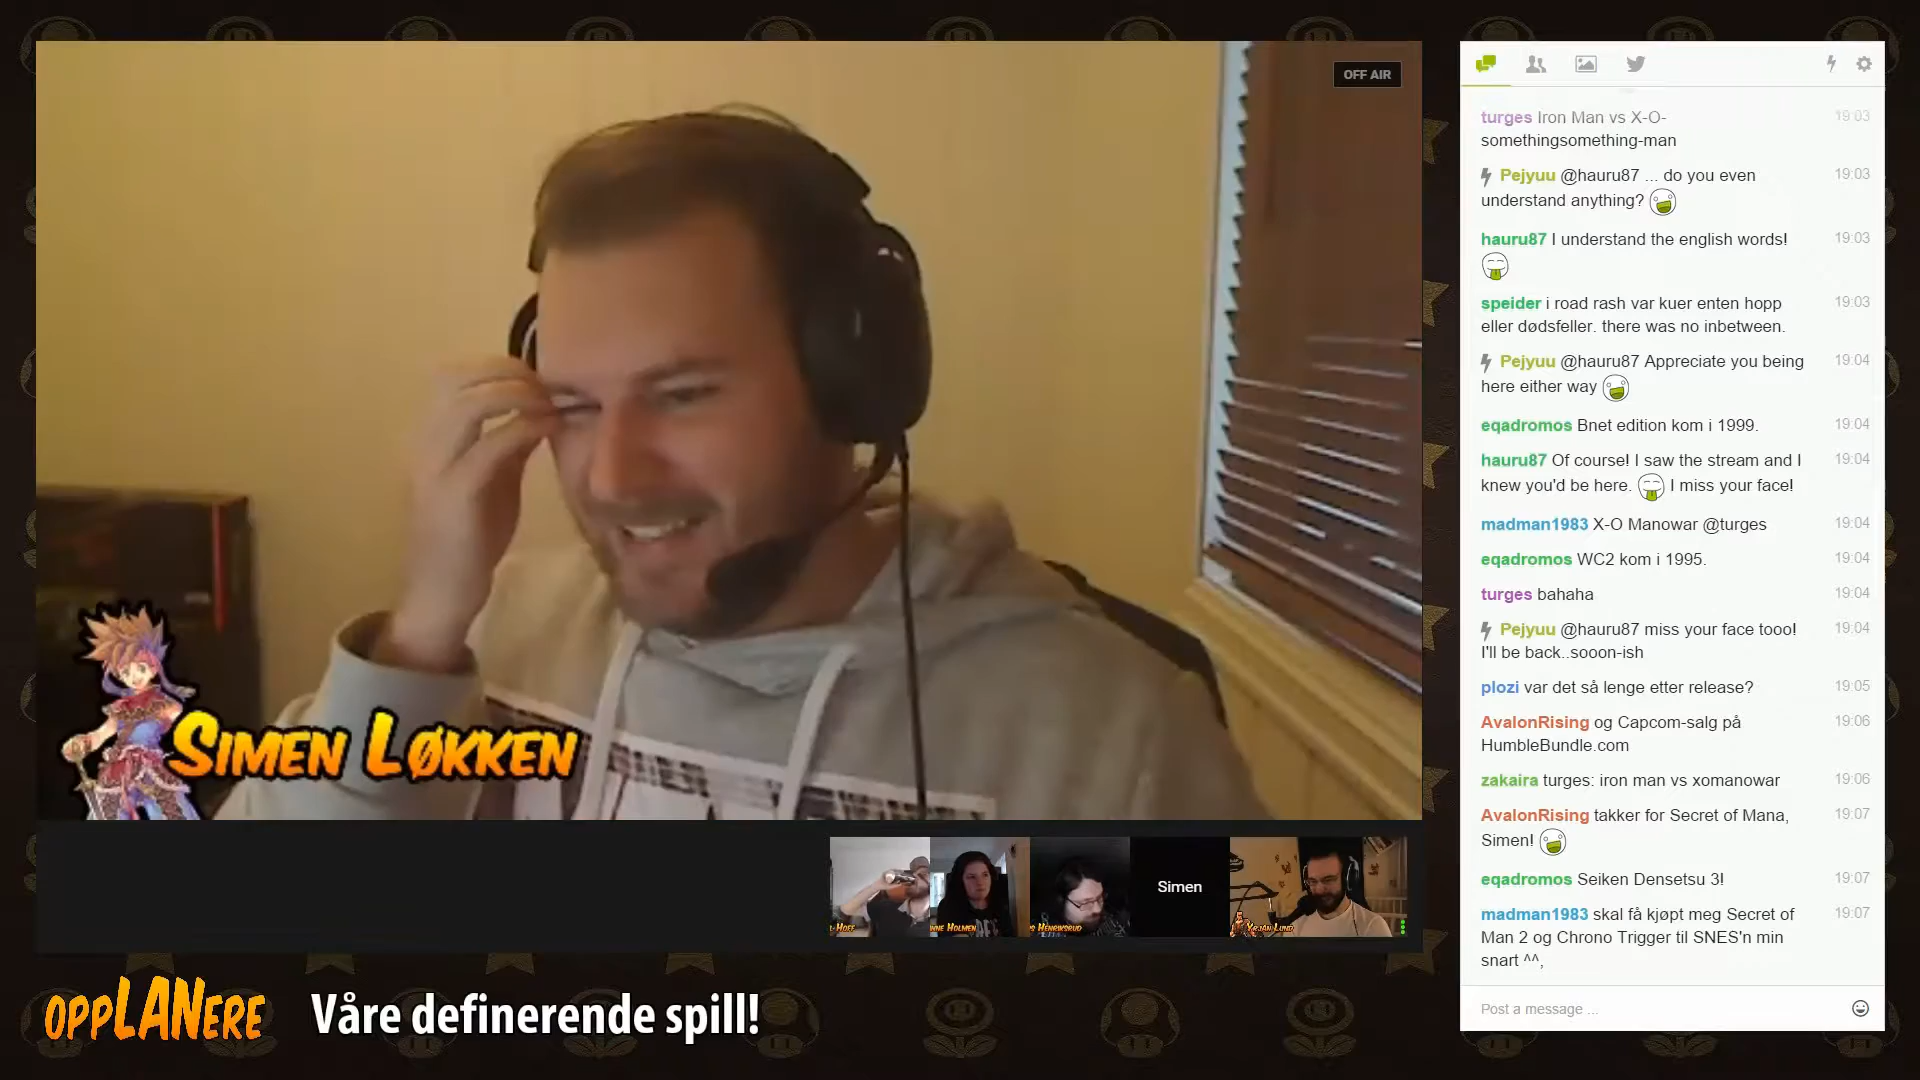 OFF AIR
SIMEN LØKKEN
L-HOFF
NNE HOLMEN
S HENRIKSRUD
Simen
YRJAN LUND
OPPLANERE
Våre definerende spill!
turges Iron Man vs X-O- 19:03
somethingsomething-man
Pejyuu @hauru87 ... do you even 19:03
understand anything?
hauru87 I understand the english words! 19:03
speider i road rash var kuer enten hopp 19:03
eller dødsfeller. there was no inbetween.
Pejyuu @hauru87 Appreciate you being 19:04
here either way
eqadromos Bnet edition kom i 1999. 19:04
hauru87 Of course! I saw the stream and I 19:04
knew you'd be here. I miss your face!
madman1983 X-O Manowar @turges 19:04
eqadromos WC2 kom i 1995. 19:04
turges bahaha 19:04
Pejyuu @hauru87 miss your face tooo! 19:04
I'll be back..sooon-ish
plozi var det så lenge etter release? 19:05
AvalonRising og Capcom-salg på 19:06
HumbleBundle.com
zakaira turges: iron man vs xomanowar 19:06
AvalonRising takker for Secret of Mana, 19:07
Simen!
eqadromos Seiken Densetsu 3! 19:07
madman1983 skal få kjøpt meg Secret of 19:07
Man 2 og Chrono Trigger til SNES'n min
snart ^^,
Post a message ...